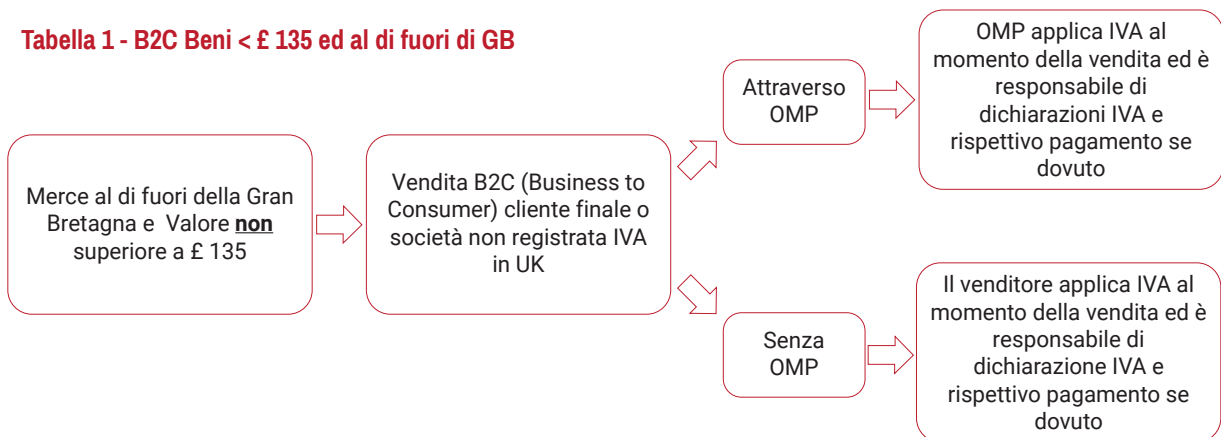 Tabella 1 - B2C Beni < £ 135 ed al di fuori di GB
Merce al di fuori della Gran
Bretagna e Valore non
superiore a £ 135
Vendita B2C (Business to
Consumer) cliente finale o
società non registrata IVA
in UK
Attraverso
OMP
OMP applica IVA al
momento della vendita ed è
responsabile di
dichiarazioni IVA e
rispettivo pagamento se
dovuto
Senza
OMP
Il venditore applica IVA al
momento della vendita ed è
responsabile di
dichiarazione IVA e
rispettivo pagamento se
dovuto